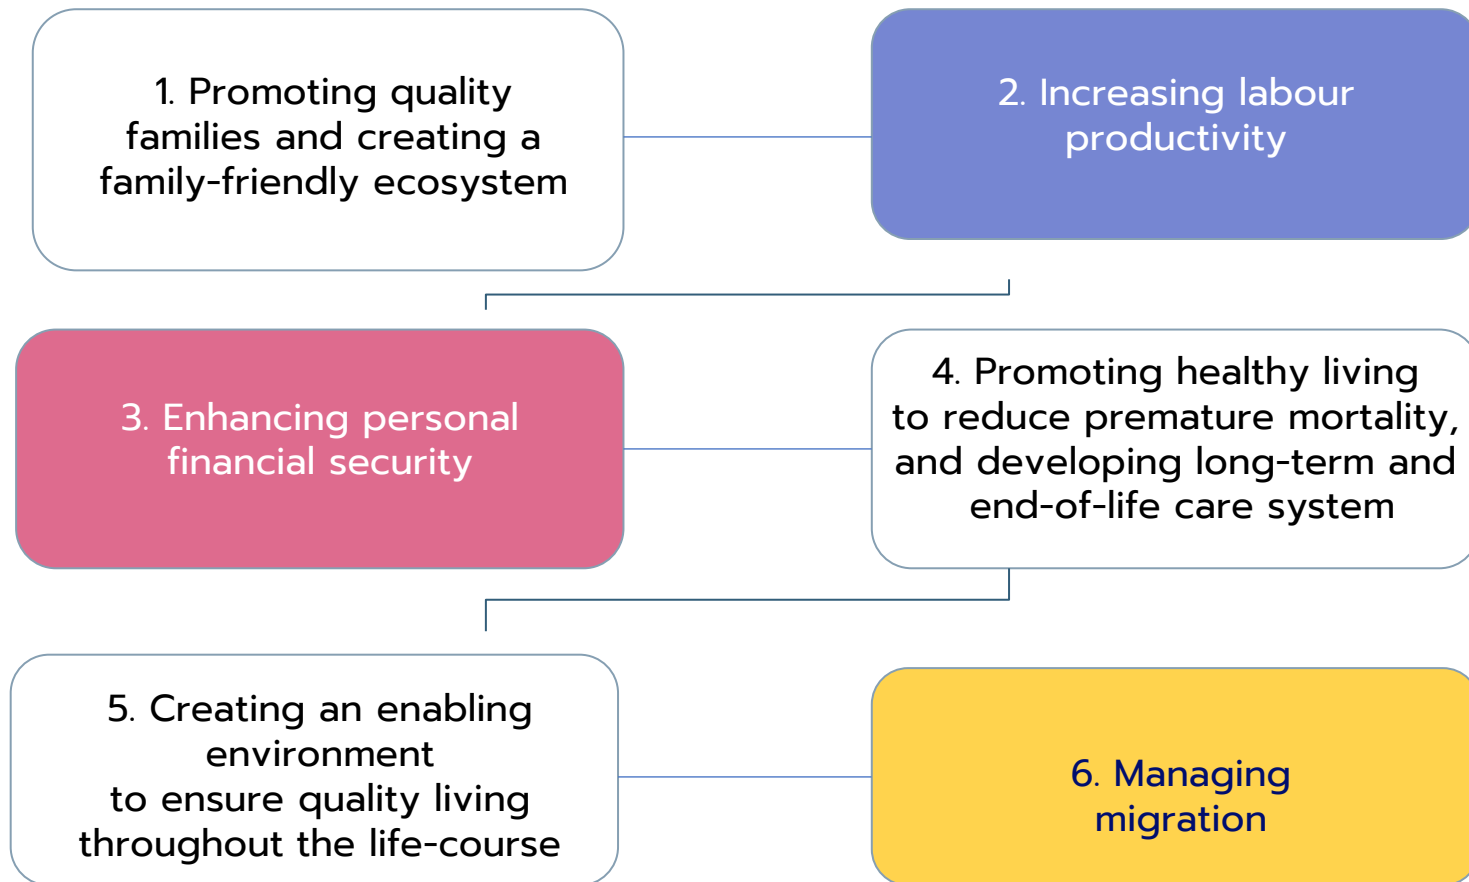 1. Promoting quality
families and creating a
family-friendly ecosystem
2. Increasing labour
productivity
3. Enhancing personal
financial security
4. Promoting healthy living
to reduce premature mortality,
and developing long-term and
end-of-life care system
5. Creating an enabling
environment
to ensure quality living
throughout the life-course
6. Managing
migration